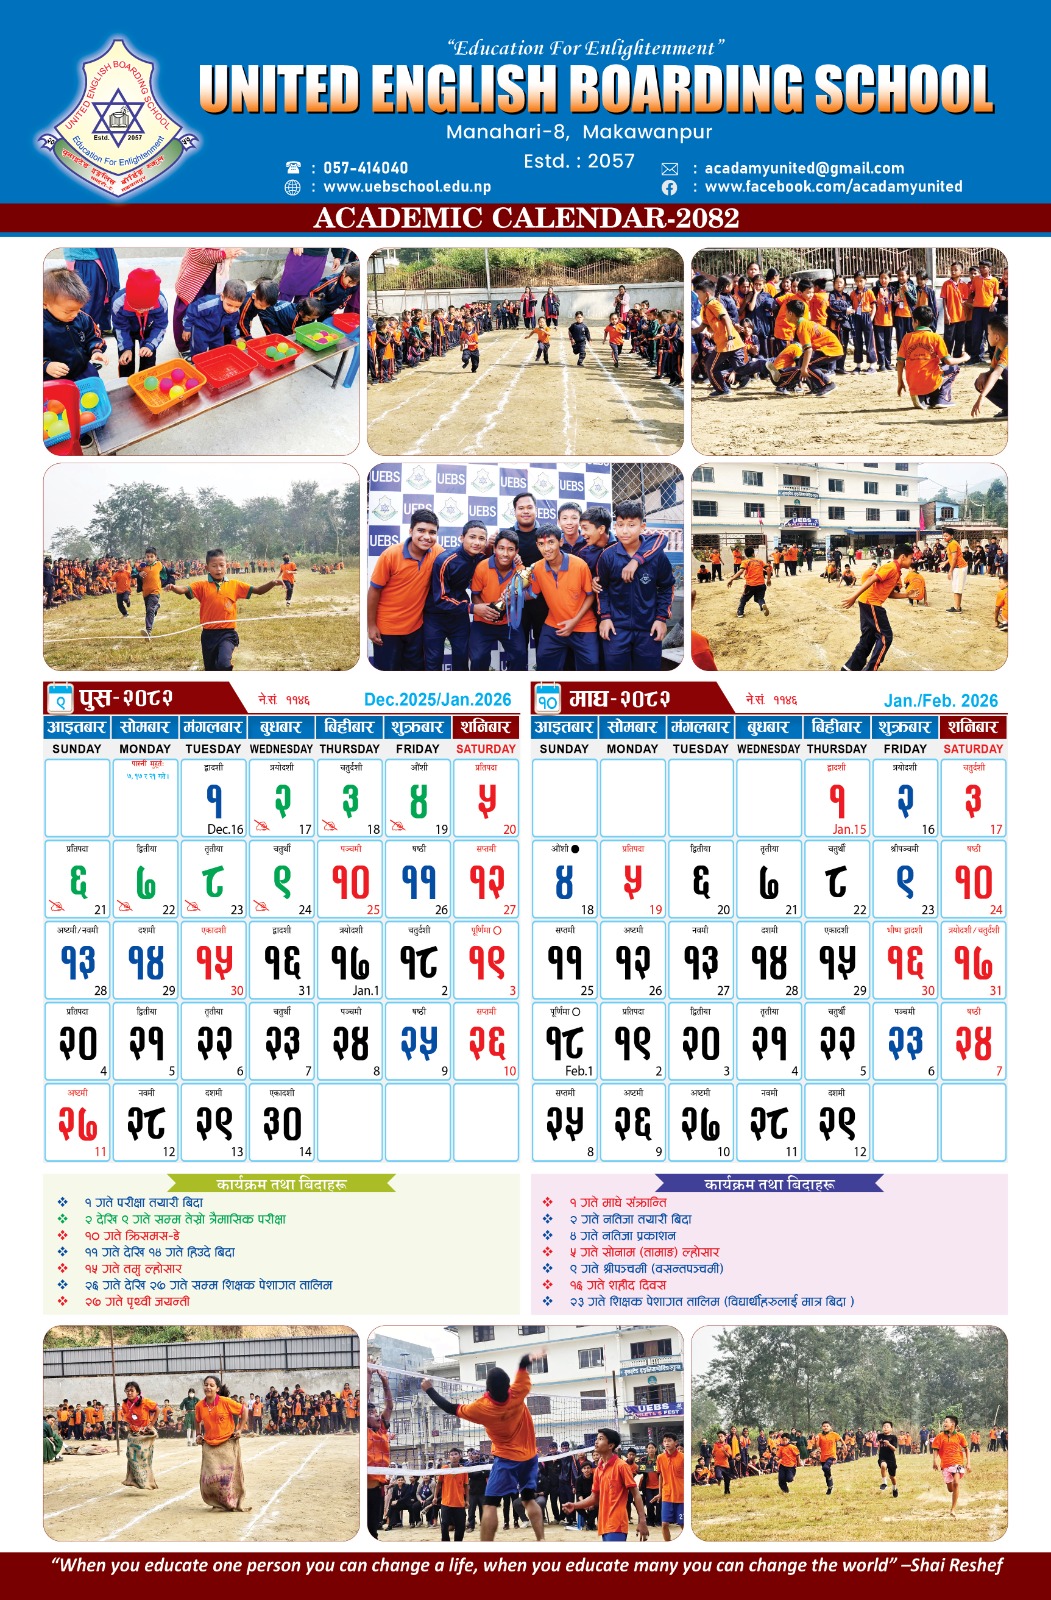 “Education For Enlightenment”
UNITED ENGLISH BOARDING SCHOOL
Manahari-8, Makawanpur
Estd. : 2057
: 057-414040
: www.uebschool.edu.np
: acadamyunited@gmail.com
: www.facebook.com/acadamyunited
UNITED ENGLISH BOARDING SCHOOL
Estd. 2057
Education For Enlightenment
ACADEMIC CALENDAR-2082
UEBS UEBS UEBS
UEBS UEBS
UEBS
UEBS
९ पुस-२०८२ ने.सं. ११४६ Dec.2025/Jan.2026
आइतबार सोमबार मंगलबार बुधबार बिहीबार शुक्रबार शनिबार
SUNDAY MONDAY TUESDAY WEDNESDAY THURSDAY FRIDAY SATURDAY
७, १७ र २१ गते।
द्वादशी त्रयोदशी चतुर्दशी औंशी प्रतिपदा
१ २ ३ ४ ५
Dec.16 17 18 19 20
प्रतिपदा द्वितीया तृतीया चतुर्थी पञ्चमी षष्ठी सप्तमी
६ ७ ८ ९ १० ११ १२
21 22 23 24 25 26 27
अष्टमी/नवमी दशमी एकादशी द्वादशी त्रयोदशी चतुर्दशी पूर्णिमा
१३ १४ १५ १६ १७ १८ १९
28 29 30 31 Jan.1 2 3
प्रतिपदा द्वितीया तृतीया चतुर्थी पञ्चमी षष्ठी सप्तमी
२० २१ २२ २३ २४ २५ २६
4 5 6 7 8 9 10
अष्टमी नवमी दशमी एकादशी
२७ २८ २९ ३०
11 12 13 14
कार्यक्रम तथा बिदाहरू
१ गते परीक्षा तयारी बिदा
२ देखि ९ गते सम्म तेस्रो त्रैमासिक परीक्षा
१० गते क्रिसमस-डे
११ गते देखि १४ गते हिउदे बिदा
१५ गते तमु ल्होसार
२६ गते देखि २७ गते सम्म शिक्षक पेशागत तालिम
२७ गते पृथ्वी जयन्ती
१० माघ-२०८२ ने.सं. ११४६ Jan./Feb. 2026
आइतबार सोमबार मंगलबार बुधबार बिहीबार शुक्रबार शनिबार
SUNDAY MONDAY TUESDAY WEDNESDAY THURSDAY FRIDAY SATURDAY
द्वादशी त्रयोदशी चतुर्दशी
१ २ ३
Jan.15 16 17
औंशी प्रतिपदा द्वितीया तृतीया चतुर्थी श्रीपञ्चमी षष्ठी
४ ५ ६ ७ ८ ९ १०
18 19 20 21 22 23 24
सप्तमी अष्टमी नवमी दशमी एकादशी भीष्म द्वादशी त्रयोदशी/चतुर्दशी
११ १२ १३ १४ १५ १६ १७
25 26 27 28 29 30 31
पूर्णिमा प्रतिपदा द्वितीया तृतीया चतुर्थी पञ्चमी षष्ठी
१८ १९ २० २१ २२ २३ २४
Feb.1 2 3 4 5 6 7
सप्तमी अष्टमी अष्टमी नवमी दशमी
२५ २६ २७ २८ २९
8 9 10 11 12
कार्यक्रम तथा बिदाहरू
१ गते माघे संक्रान्ति
२ गते नतिजा तयारी बिदा
४ गते नतिजा प्रकाशन
५ गते सोनाम (तामाङ) ल्होसार
९ गते श्रीपञ्चमी (वसन्तपञ्चमी)
१६ गते शहीद दिवस
२३ गते शिक्षक पेशागत तालिम (विद्यार्थीहरुलाई मात्र बिदा )
UEBS
“When you educate one person you can change a life, when you educate many you can change the world” –Shai Reshef